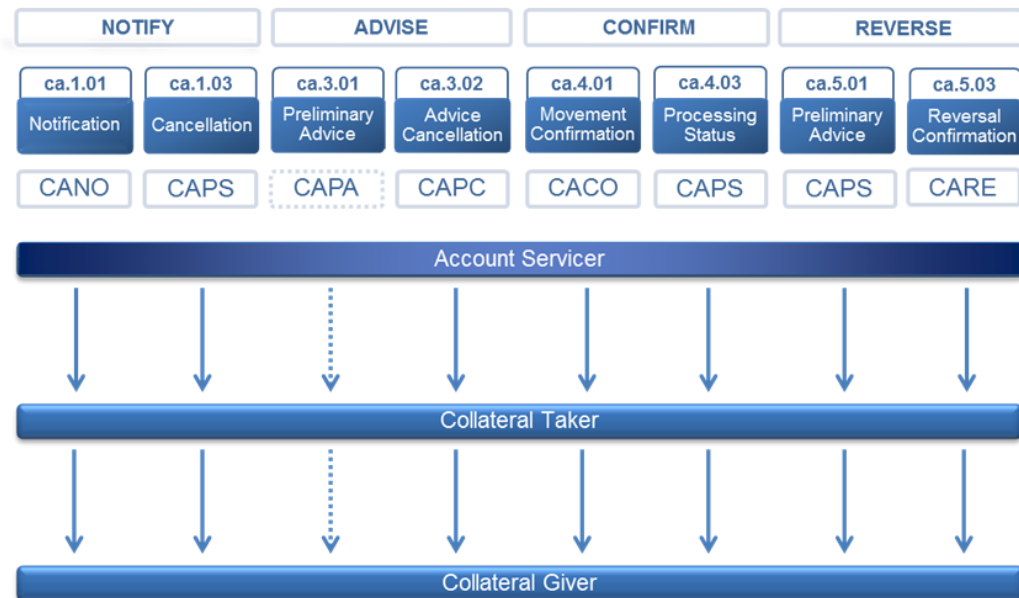 NOTIFY ADVISE CONFIRM REVERSE
ca.1.01 ca.1.03 ca.3.01 ca.3.02 ca.4.01 ca.4.03 ca.5.01 ca.5.03
Notification Cancellation Preliminary Advice Advice Cancellation Movement Confirmation Processing Status Preliminary Advice Reversal Confirmation
CANO CAPS CAPA CAPC CACO CAPS CAPS CARE
Account Servicer
Collateral Taker
Collateral Giver